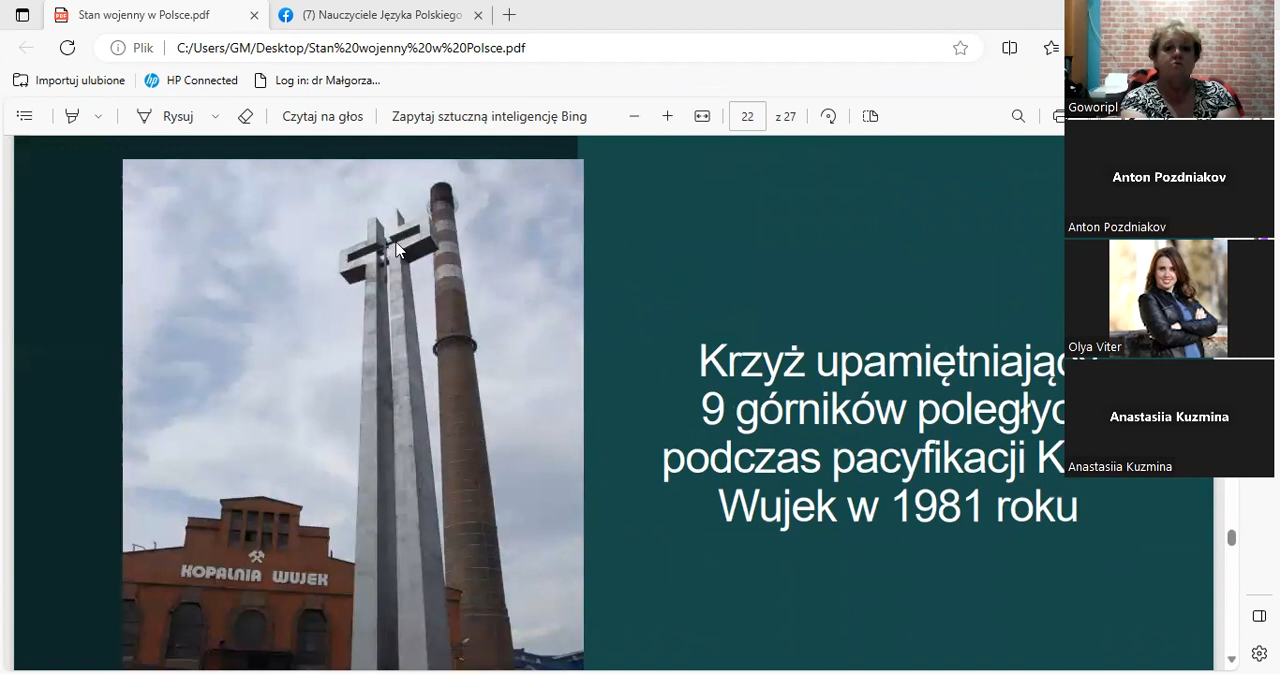 Stan wojenny w Polsce.pdf
(7) Nauczyciele Języka Polskiego
Plik
C:/Users/GM/Desktop/Stan%20wojenny%20w%20Polsce.pdf
Importuj ulubione
HP Connected
Log in: dr Małgorza...
Rysuj
Czytaj na głos
Zapytaj sztuczną inteligencję Bing
22
z 27
KOPALNIA WUJEK
Krzyż upamiętniając
9 górników poległyc
podczas pacyfikacji K
Wujek w 1981 roku
Goworipl
Anton Pozdniakov
Anton Pozdniakov
Olya Viter
Anastasiia Kuzmina
Anastasiia Kuzmina